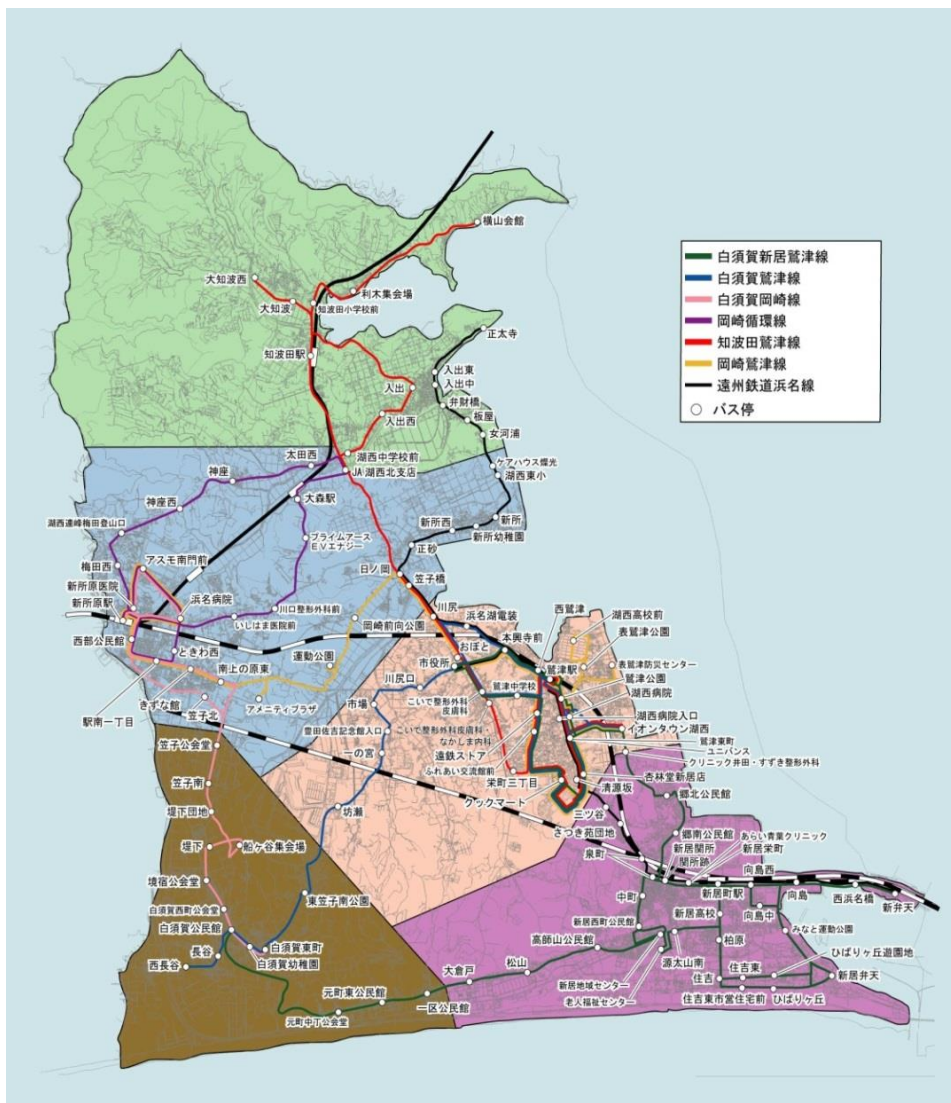 横山会館
大知波西
大知波
利木集会場
知波田小学校前
知波田駅
正太寺
入出東
入出中
入出
弁財橋
入出西
板屋
女河浦
白須賀新居鷲津線
白須賀鷲津線
白須賀岡崎線
岡崎循環線
知波田鷲津線
岡崎鷲津線
遠州鉄道浜名線
バス停
太田西
湖西中学校前
JA湖西北支店
ケアハウス燦光
湖西東小
神座
大森駅
神座西
新所
新所西
新所幼稚園
湖西連峰梅田登山口
プライムアース
EVエナジー
正砂
アスモ南門前
梅田西
日ノ岡
笠子橋
新所原医院
新所原駅
浜名病院
川口整形外科前
いしはま医院前
岡崎前向公園
西部公民館
ときわ西
運動公園
南上の原東
駅南一丁目
きずな館
笠子北
アメニティプラザ
川尻
浜名湖電装
西鷲津
湖西高校前
本興寺前
表鷲津公園
おぼと
市役所
鷲津駅
表鷲津防災センター
鷲津公園
鷲津中学校
湖西病院
川尻口
市場
こいで整形外科
皮膚科
湖西病院入口
イオンタウン湖西
豊田佐吉記念館入口
こいで整形外科皮膚科・
なかじま内科
鷲津東町
ユニバンス
クリニック井田・すずき整形外科
一の宮
遠鉄ストア
ふれあい交流館前
栄町三丁目
清源坂
杏林堂新居店
クックマート
郷北公民館
三ツ谷
さつき苑団地
坊瀬
笠子公会堂
笠子南
堤下団地
船ヶ谷集会場
堤下
境宿公会堂
東笠子南公園
白須賀西町公会堂
白須賀公民館
長谷
西長谷
白須賀東町
白須賀幼稚園
郷南公民館
あらい青葉クリニック
新居関所
関所跡
新居栄町
泉町
中町
新居町駅
向島西
向島
西浜名橋
新弁天
新居西町公民館
新居高校
向島中
みなと運動公園
高師山公民館
柏原
源太山南
ひばりヶ丘遊園地
新居地域センター
老人福祉センター
住吉
住吉東
新居弁天
住吉東市営住宅前
ひばりヶ丘
松山
大倉戸
一区公民館
元町東公民館
元町中丁公会堂